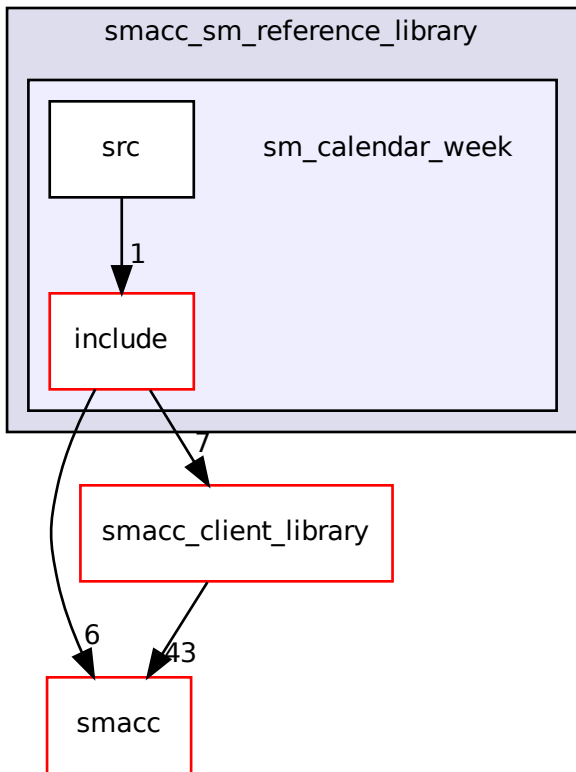 smacc_sm_reference_library
src
sm_calendar_week
1
include
7
smacc_client_library
6
43
smacc